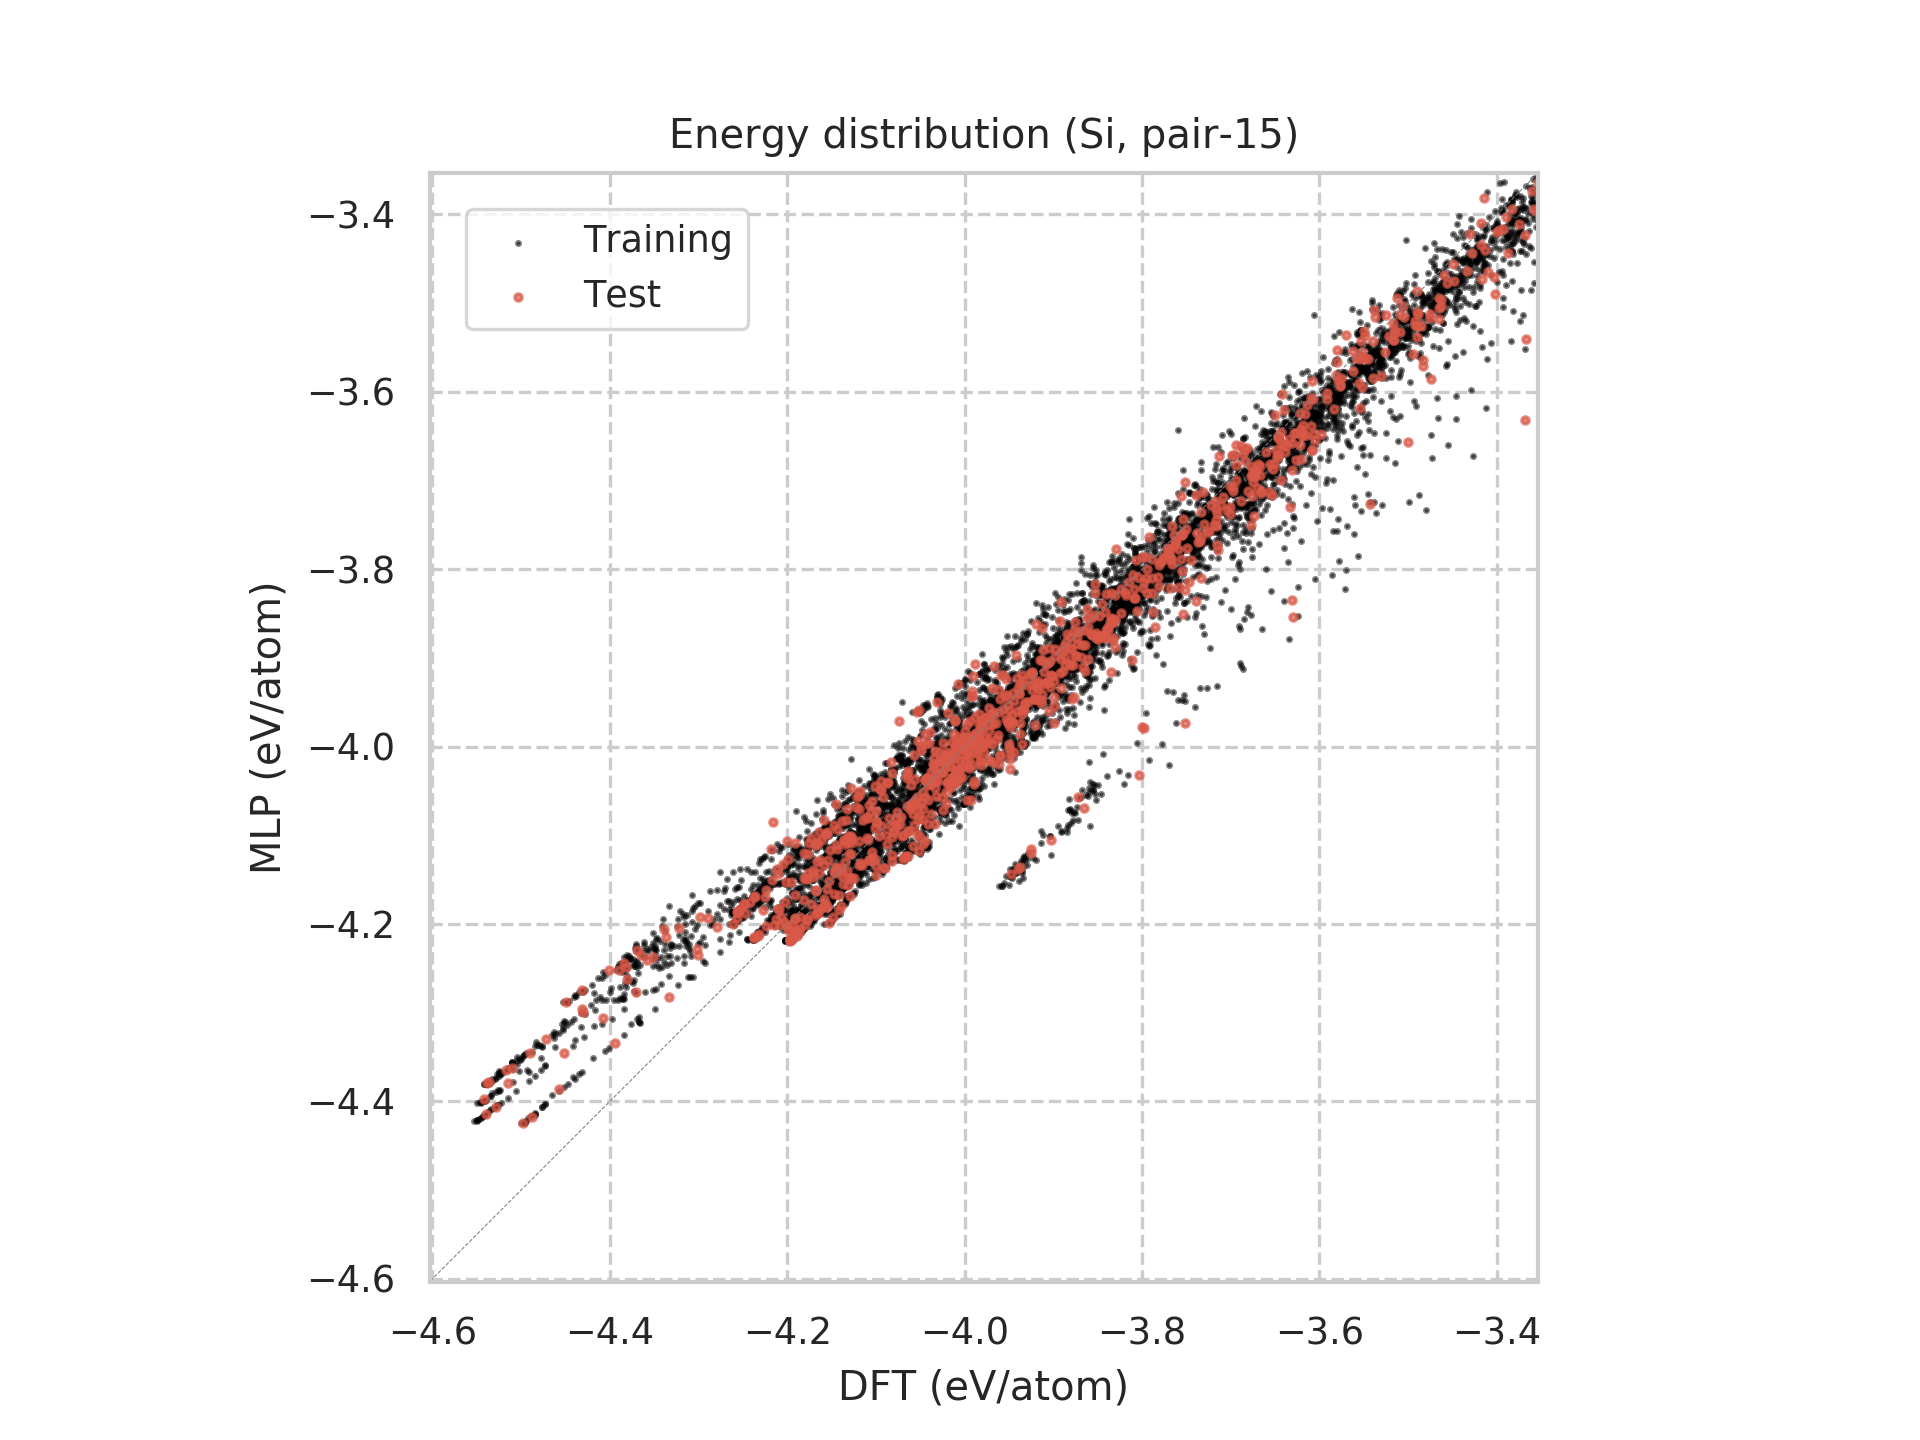 Energy distribution (Si, pair-15)
Training
Test
MLP (eV/atom)
−3.4
−3.6
−3.8
−4.0
−4.2
−4.4
−4.6
−4.6 −4.4 −4.2 −4.0 −3.8 −3.6 −3.4
DFT (eV/atom)